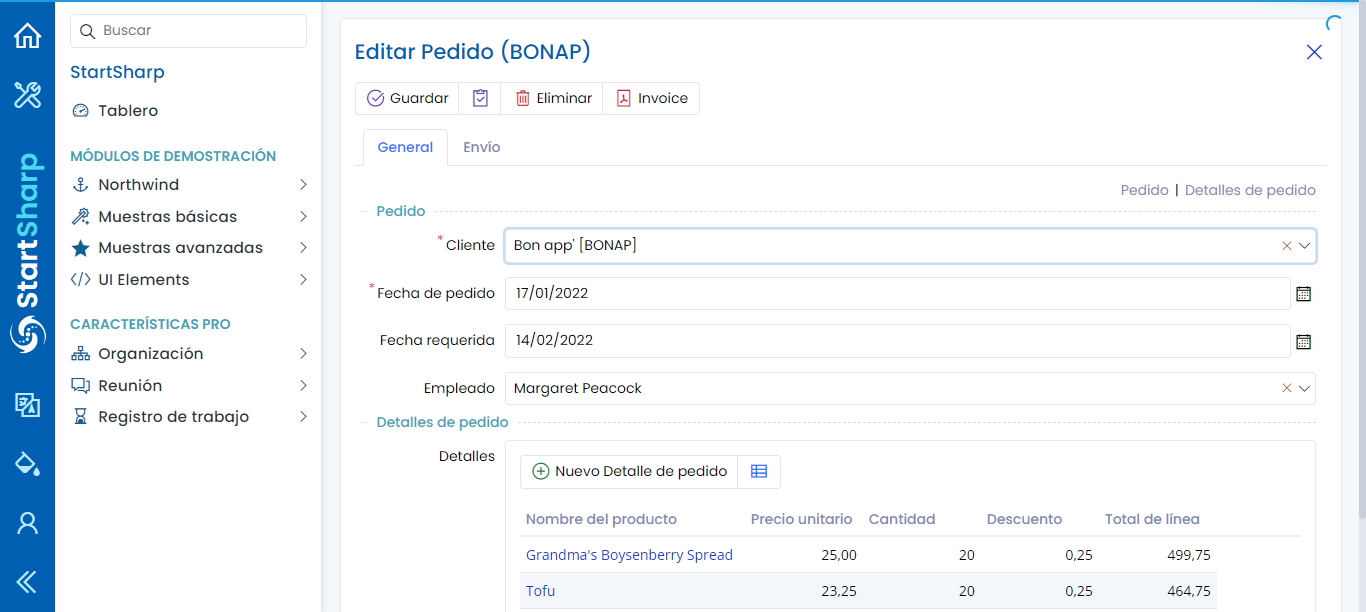 StartSharp
Buscar
StartSharp
Tablero
MÓDULOS DE DEMOSTRACIÓN
Northwind
Muestras básicas
Muestras avanzadas
UI Elements
CARACTERÍSTICAS PRO
Organización
Reunión
Registro de trabajo
Editar Pedido (BONAP)
Guardar Eliminar Invoice
General Envío
Pedido | Detalles de pedido
Pedido
* Cliente Bon app' [BONAP]
* Fecha de pedido 17/01/2022
Fecha requerida 14/02/2022
Empleado Margaret Peacock
Detalles de pedido
Detalles
Nuevo Detalle de pedido
Nombre del producto Precio unitario Cantidad Descuento Total de línea
Grandma's Boysenberry Spread 25,00 20 0,25 499,75
Tofu 23,25 20 0,25 464,75